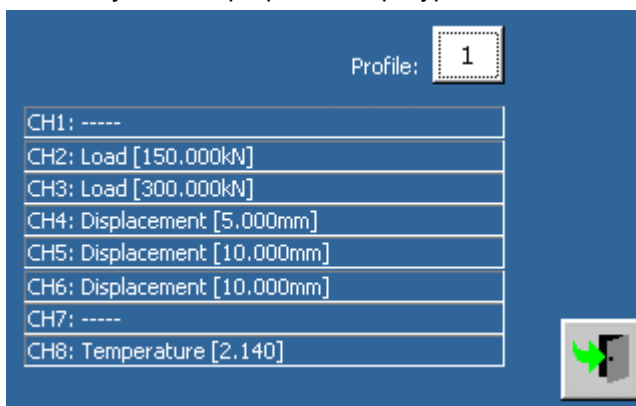 Profile: 1
CH1: -----
CH2: Load [150.000kN]
CH3: Load [300.000kN]
CH4: Displacement [5.000mm]
CH5: Displacement [10.000mm]
CH6: Displacement [10.000mm]
CH7: -----
CH8: Temperature [2.140]